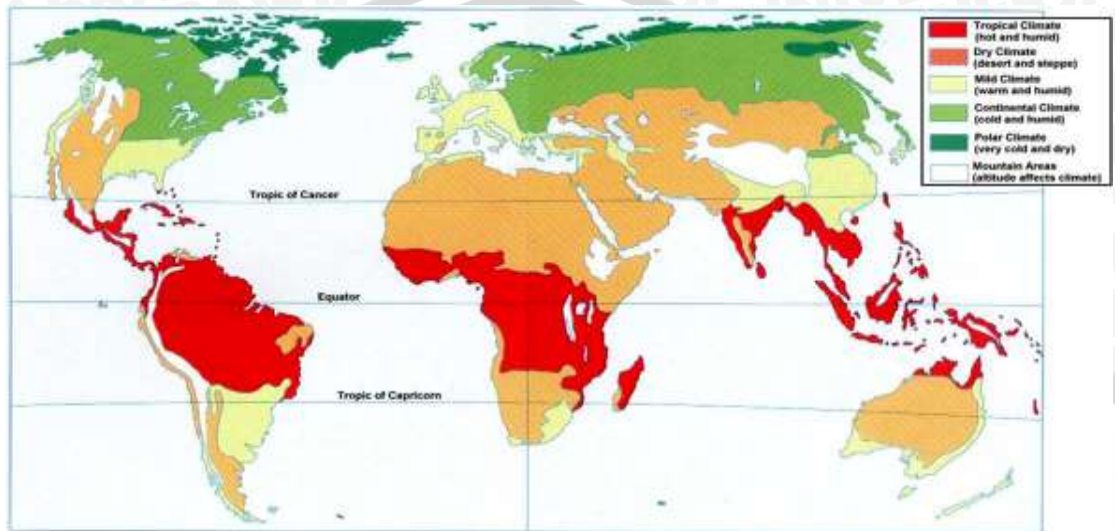 Tropical Climate
(hot and humid)
Dry Climate
(desert and steppe)
Mild Climate
(warm and humid)
Continental Climate
(cold and humid)
Polar Climate
(very cold and dry)
Mountain Areas
(altitude affects climate)
Tropic of Cancer
Equator
Tropic of Capricorn